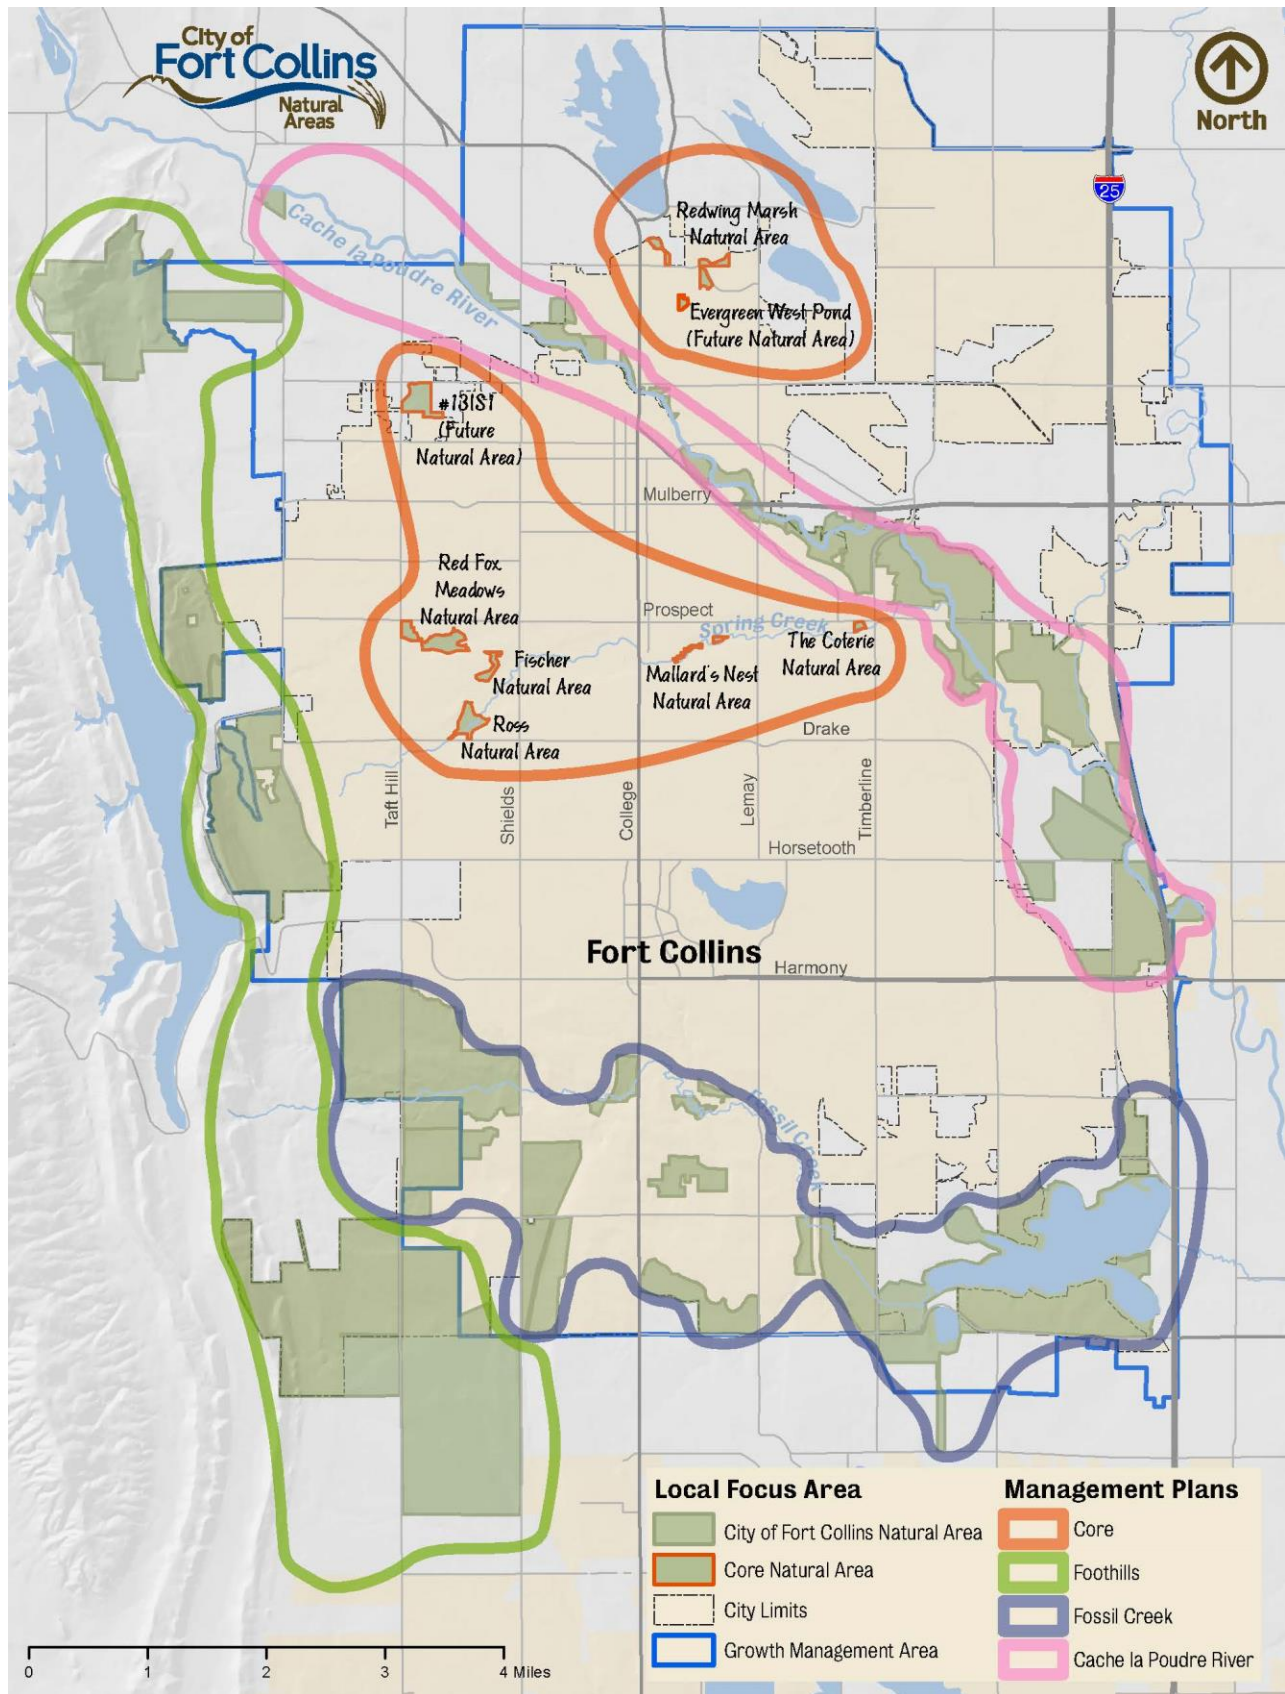 City of
Fort Collins
Natural
Areas
North
25
Cache la Poudre River
Redwing Marsh
Natural Area
Evergreen West Pond
(Future Natural Area)
#131S1
(Future
Natural Area)
Mulberry
Red Fox
Meadows
Natural Area
Prospect
Spring Creek
The Coterie
Natural Area
Fischer
Natural Area
Mallard's Nest
Natural Area
Ross
Natural Area
Drake
Taft Hill
Shields
College
Lemay
Timberline
Horsetooth
Fort Collins
Harmony
Fossil Creek
Local Focus Area
City of Fort Collins Natural Area
Core Natural Area
City Limits
Growth Management Area
Management Plans
Core
Foothills
Fossil Creek
Cache la Poudre River
0 1 2 3 4 Miles